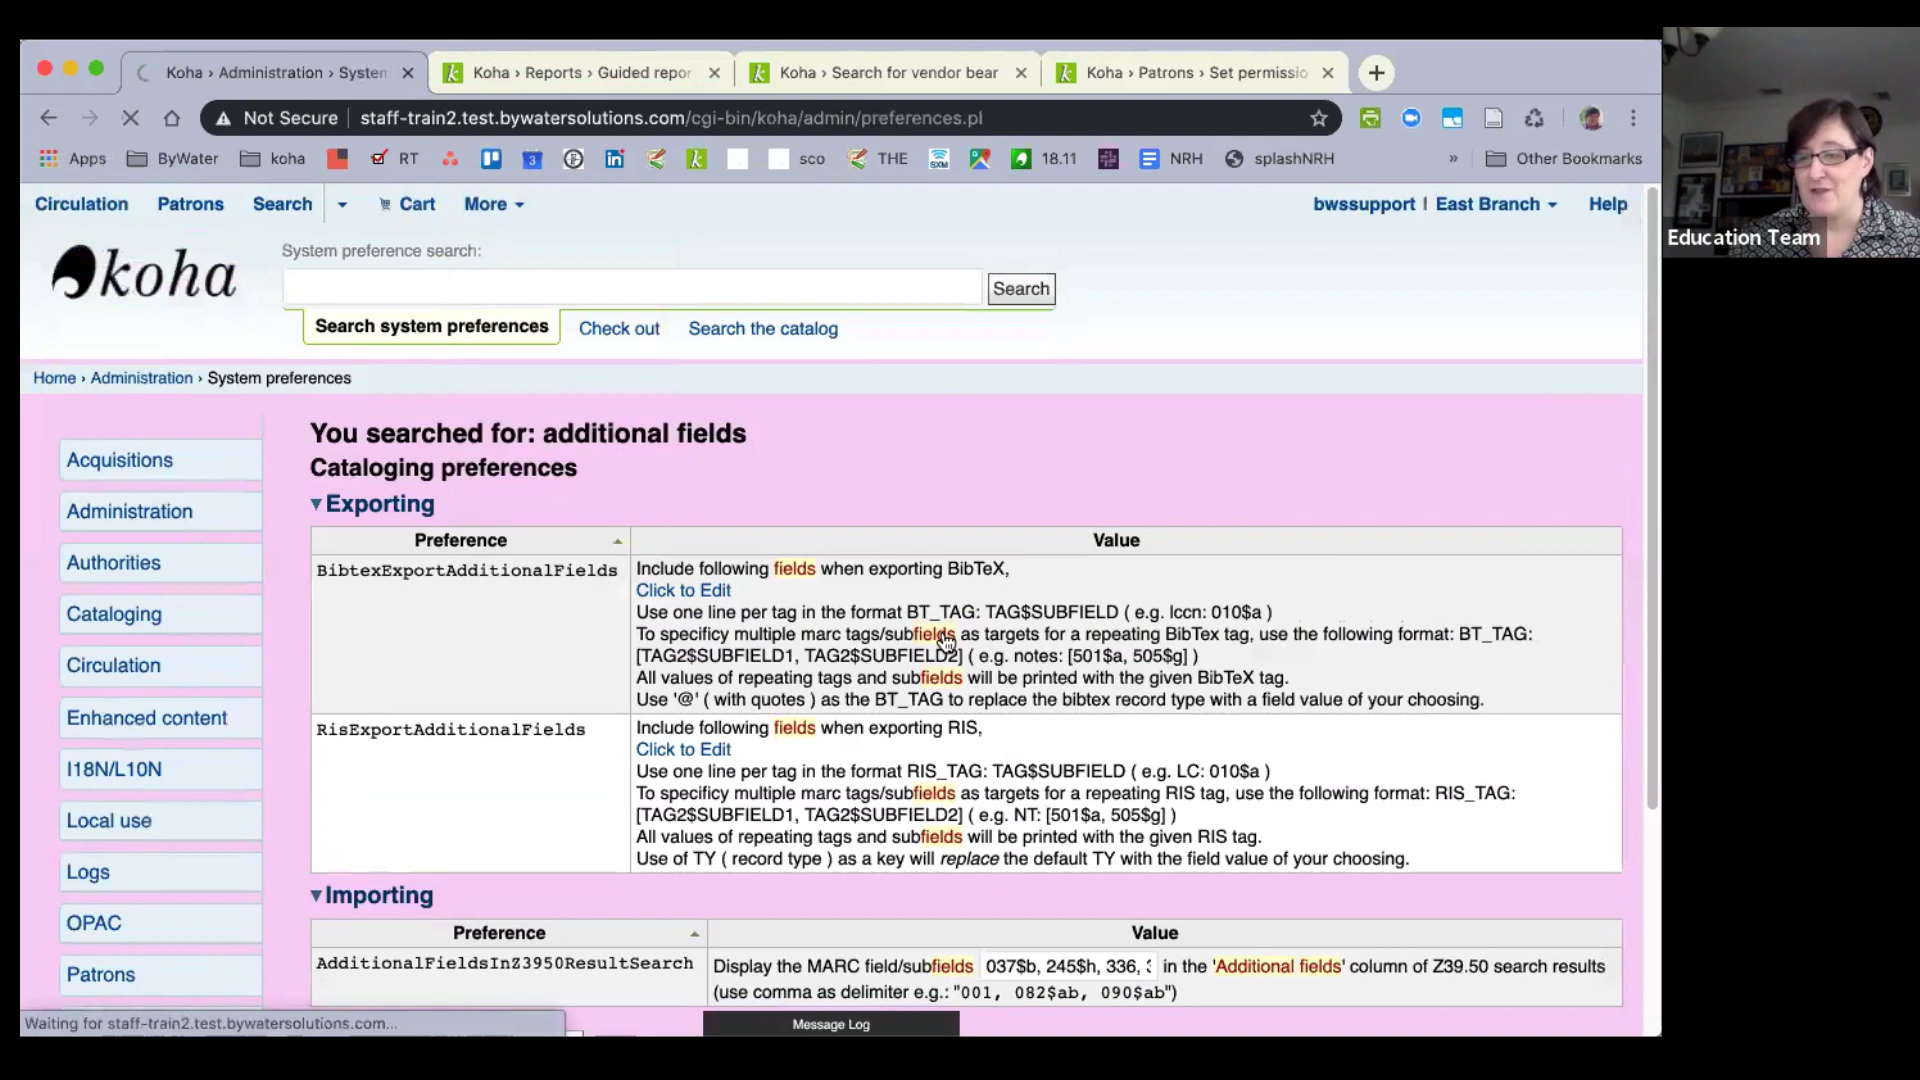 Koha › Administration › System
Koha › Reports › Guided repor
Koha › Search for vendor bear
Koha › Patrons › Set permissio
Not Secure
staff-train2.test.bywatersolutions.com/cgi-bin/koha/admin/preferences.pl
Apps
ByWater
koha
RT
3
sco
THE
SXM
18.11
NRH
splashNRH
»
Other Bookmarks
Circulation
Patrons
Search
Cart
More
bwssupport
East Branch
Help
koha
System preference search:
Search
Search system preferences
Check out
Search the catalog
Home › Administration › System preferences
Education Team
Acquisitions
Administration
Authorities
Cataloging
Circulation
Enhanced content
I18N/L10N
Local use
Logs
OPAC
Patrons
You searched for: additional fields
Cataloging preferences
Exporting
Preference
Value
BibtexExportAdditionalFields
Include following fields when exporting BibTeX,
Click to Edit
Use one line per tag in the format BT_TAG: TAG$SUBFIELD ( e.g. lccn: 010$a )
To specificy multiple marc tags/subfields as targets for a repeating BibTex tag, use the following format: BT_TAG:
[TAG2$SUBFIELD1, TAG2$SUBFIELD2] ( e.g. notes: [501$a, 505$g] )
All values of repeating tags and subfields will be printed with the given BibTeX tag.
Use '@' ( with quotes ) as the BT_TAG to replace the bibtex record type with a field value of your choosing.
RisExportAdditionalFields
Include following fields when exporting RIS,
Click to Edit
Use one line per tag in the format RIS_TAG: TAG$SUBFIELD ( e.g. LC: 010$a )
To specificy multiple marc tags/subfields as targets for a repeating RIS tag, use the following format: RIS_TAG:
[TAG2$SUBFIELD1, TAG2$SUBFIELD2] ( e.g. NT: [501$a, 505$g] )
All values of repeating tags and subfields will be printed with the given RIS tag.
Use of TY ( record type ) as a key will replace the default TY with the field value of your choosing.
Importing
Preference
Value
AdditionalFieldsInZ3950ResultSearch
Display the MARC field/subfields 037$b, 245$h, 336, in the 'Additional fields' column of Z39.50 search results
(use comma as delimiter e.g.: "001, 082$ab, 090$ab")
Waiting for staff-train2.test.bywatersolutions.com...
Message Log